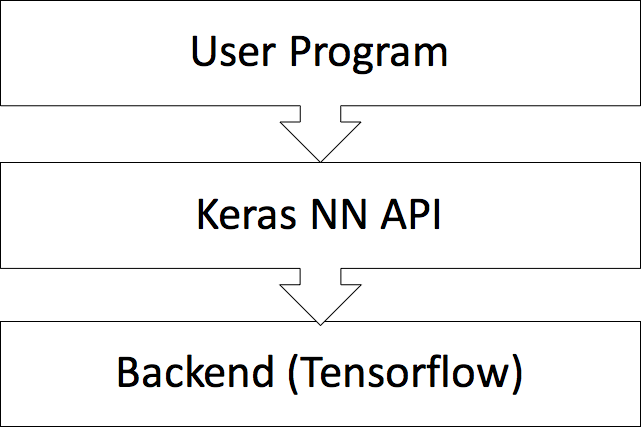 User Program
Keras NN API
Backend (Tensorflow)